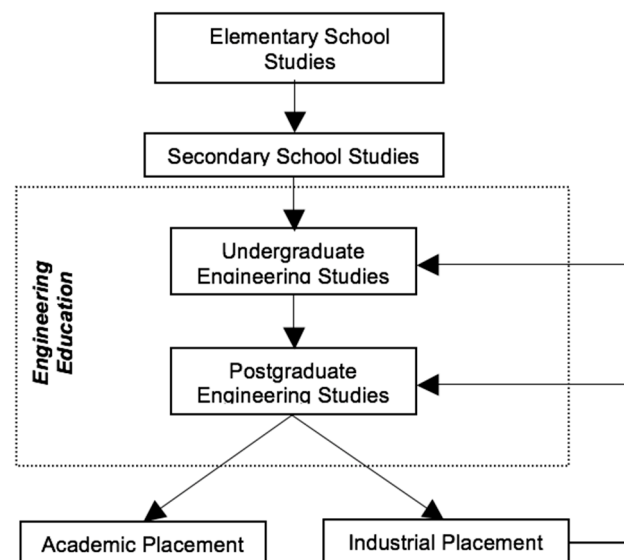 Elementary School
Studies
Secondary School Studies
Undergraduate
Engineering Studies
Engineering
Education
Postgraduate
Engineering Studies
Academic Placement
Industrial Placement